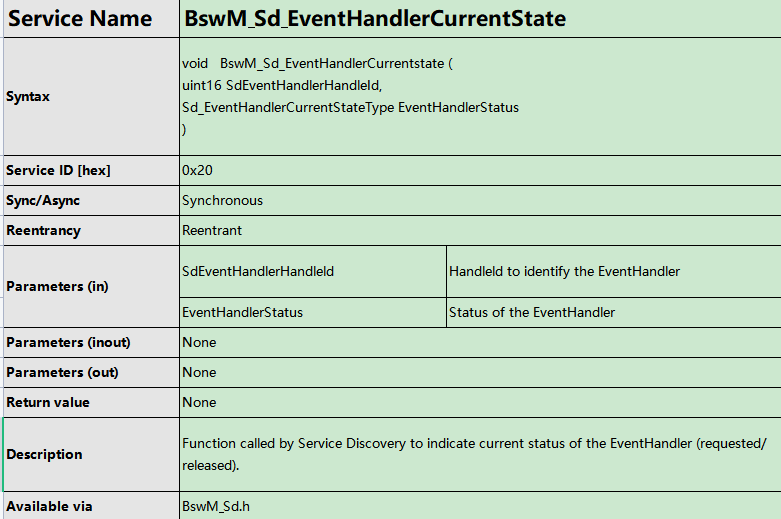 Service Name BswM_Sd_EventHandlerCurrentState
Syntax void BswM_Sd_EventHandlerCurrentstate (
uint16 SdEventHandlerHandleId,
Sd_EventHandlerCurrentStateType EventHandlerStatus
)
Service ID [hex] 0x20
Sync/Async Synchronous
Reentrancy Reentrant
Parameters (in) SdEventHandlerHandleId HandleId to identify the EventHandler
EventHandlerStatus Status of the EventHandler
Parameters (inout) None
Parameters (out) None
Return value None
Description Function called by Service Discovery to indicate current status of the EventHandler (requested/
released).
Available via BswM_Sd.h